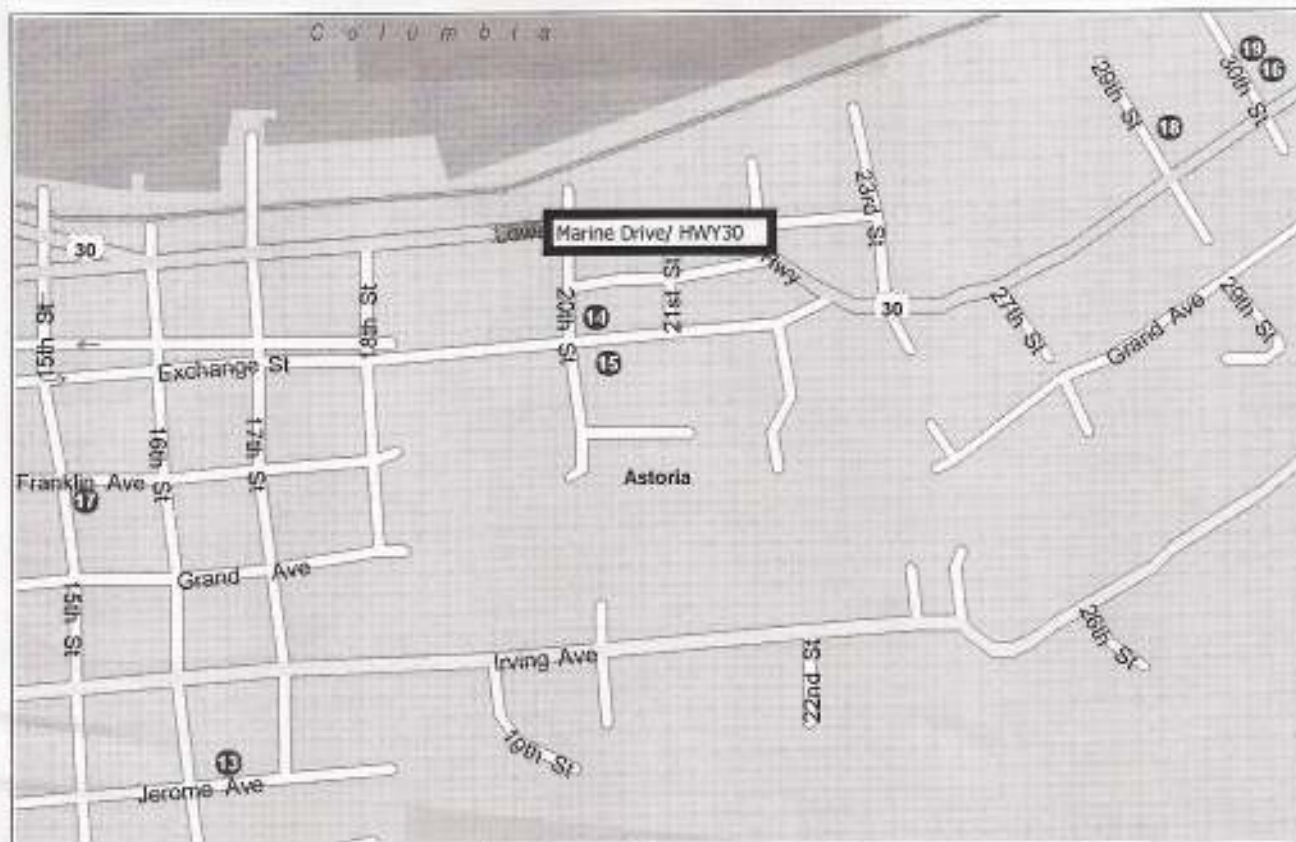 Columbia
19
16
30th St
29th St
18
23rd St
Marine Drive/ HWY30
30
Hwy
21st St
20th St
14
15
30
27th St
Grand Ave
29th St
15th St
18th St
Exchange St
16th St
17th St
Franklin Ave
17
Astoria
Grand Ave
15th St
Irving Ave
22nd St
26th St
19th St
13
Jerome Ave